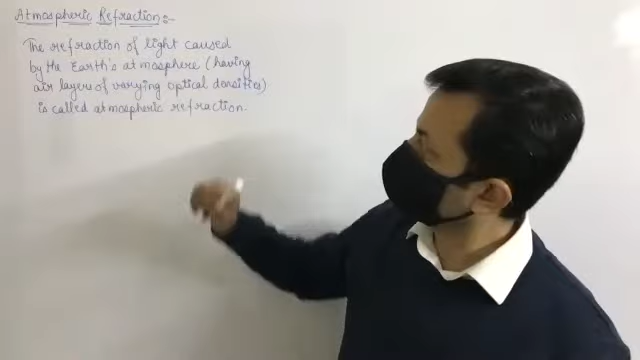 Atmospheric Refraction:-
The refraction of light caused
by the Earth's atmosphere (having
air layers of varying optical densities)
is called atmospheric refraction.